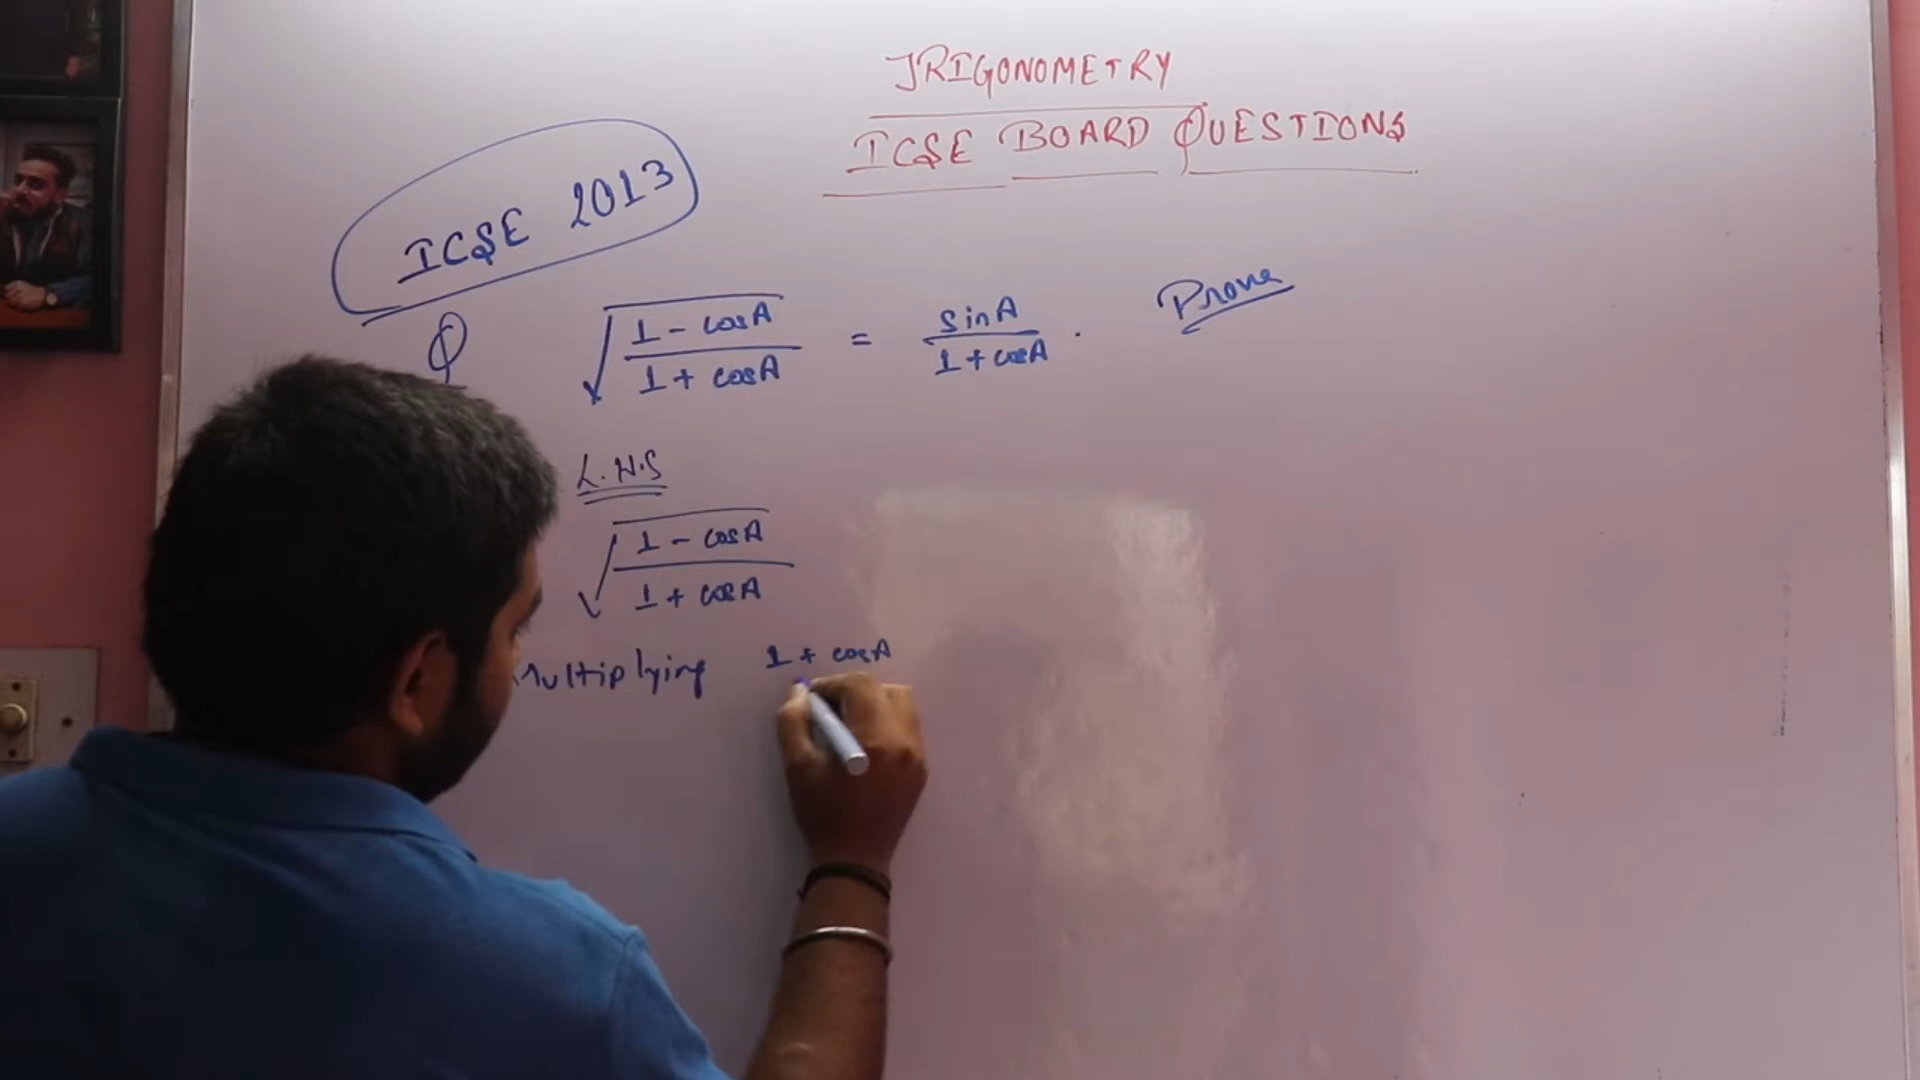 TRIGONOMETRY
ICSE BOARD QUESTIONS
ICSE 2013
Q √((1 - cosA)/(1 + cosA)) = sinA/(1 + cosA) . Prove
L.H.S
√((1 - cosA)/(1 + cosA))
Multiplying 1 + cosA